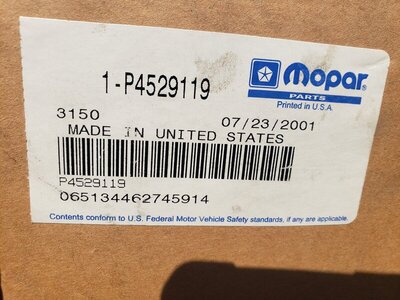 1-P4529119
Mopar
PARTS
Printed in U.S.A.
3150 07/23/2001
MADE IN UNITED STATES
P4529119
065134462745914
Contents conform to U.S. Federal Motor Vehicle Safety standards, if any are applicable.